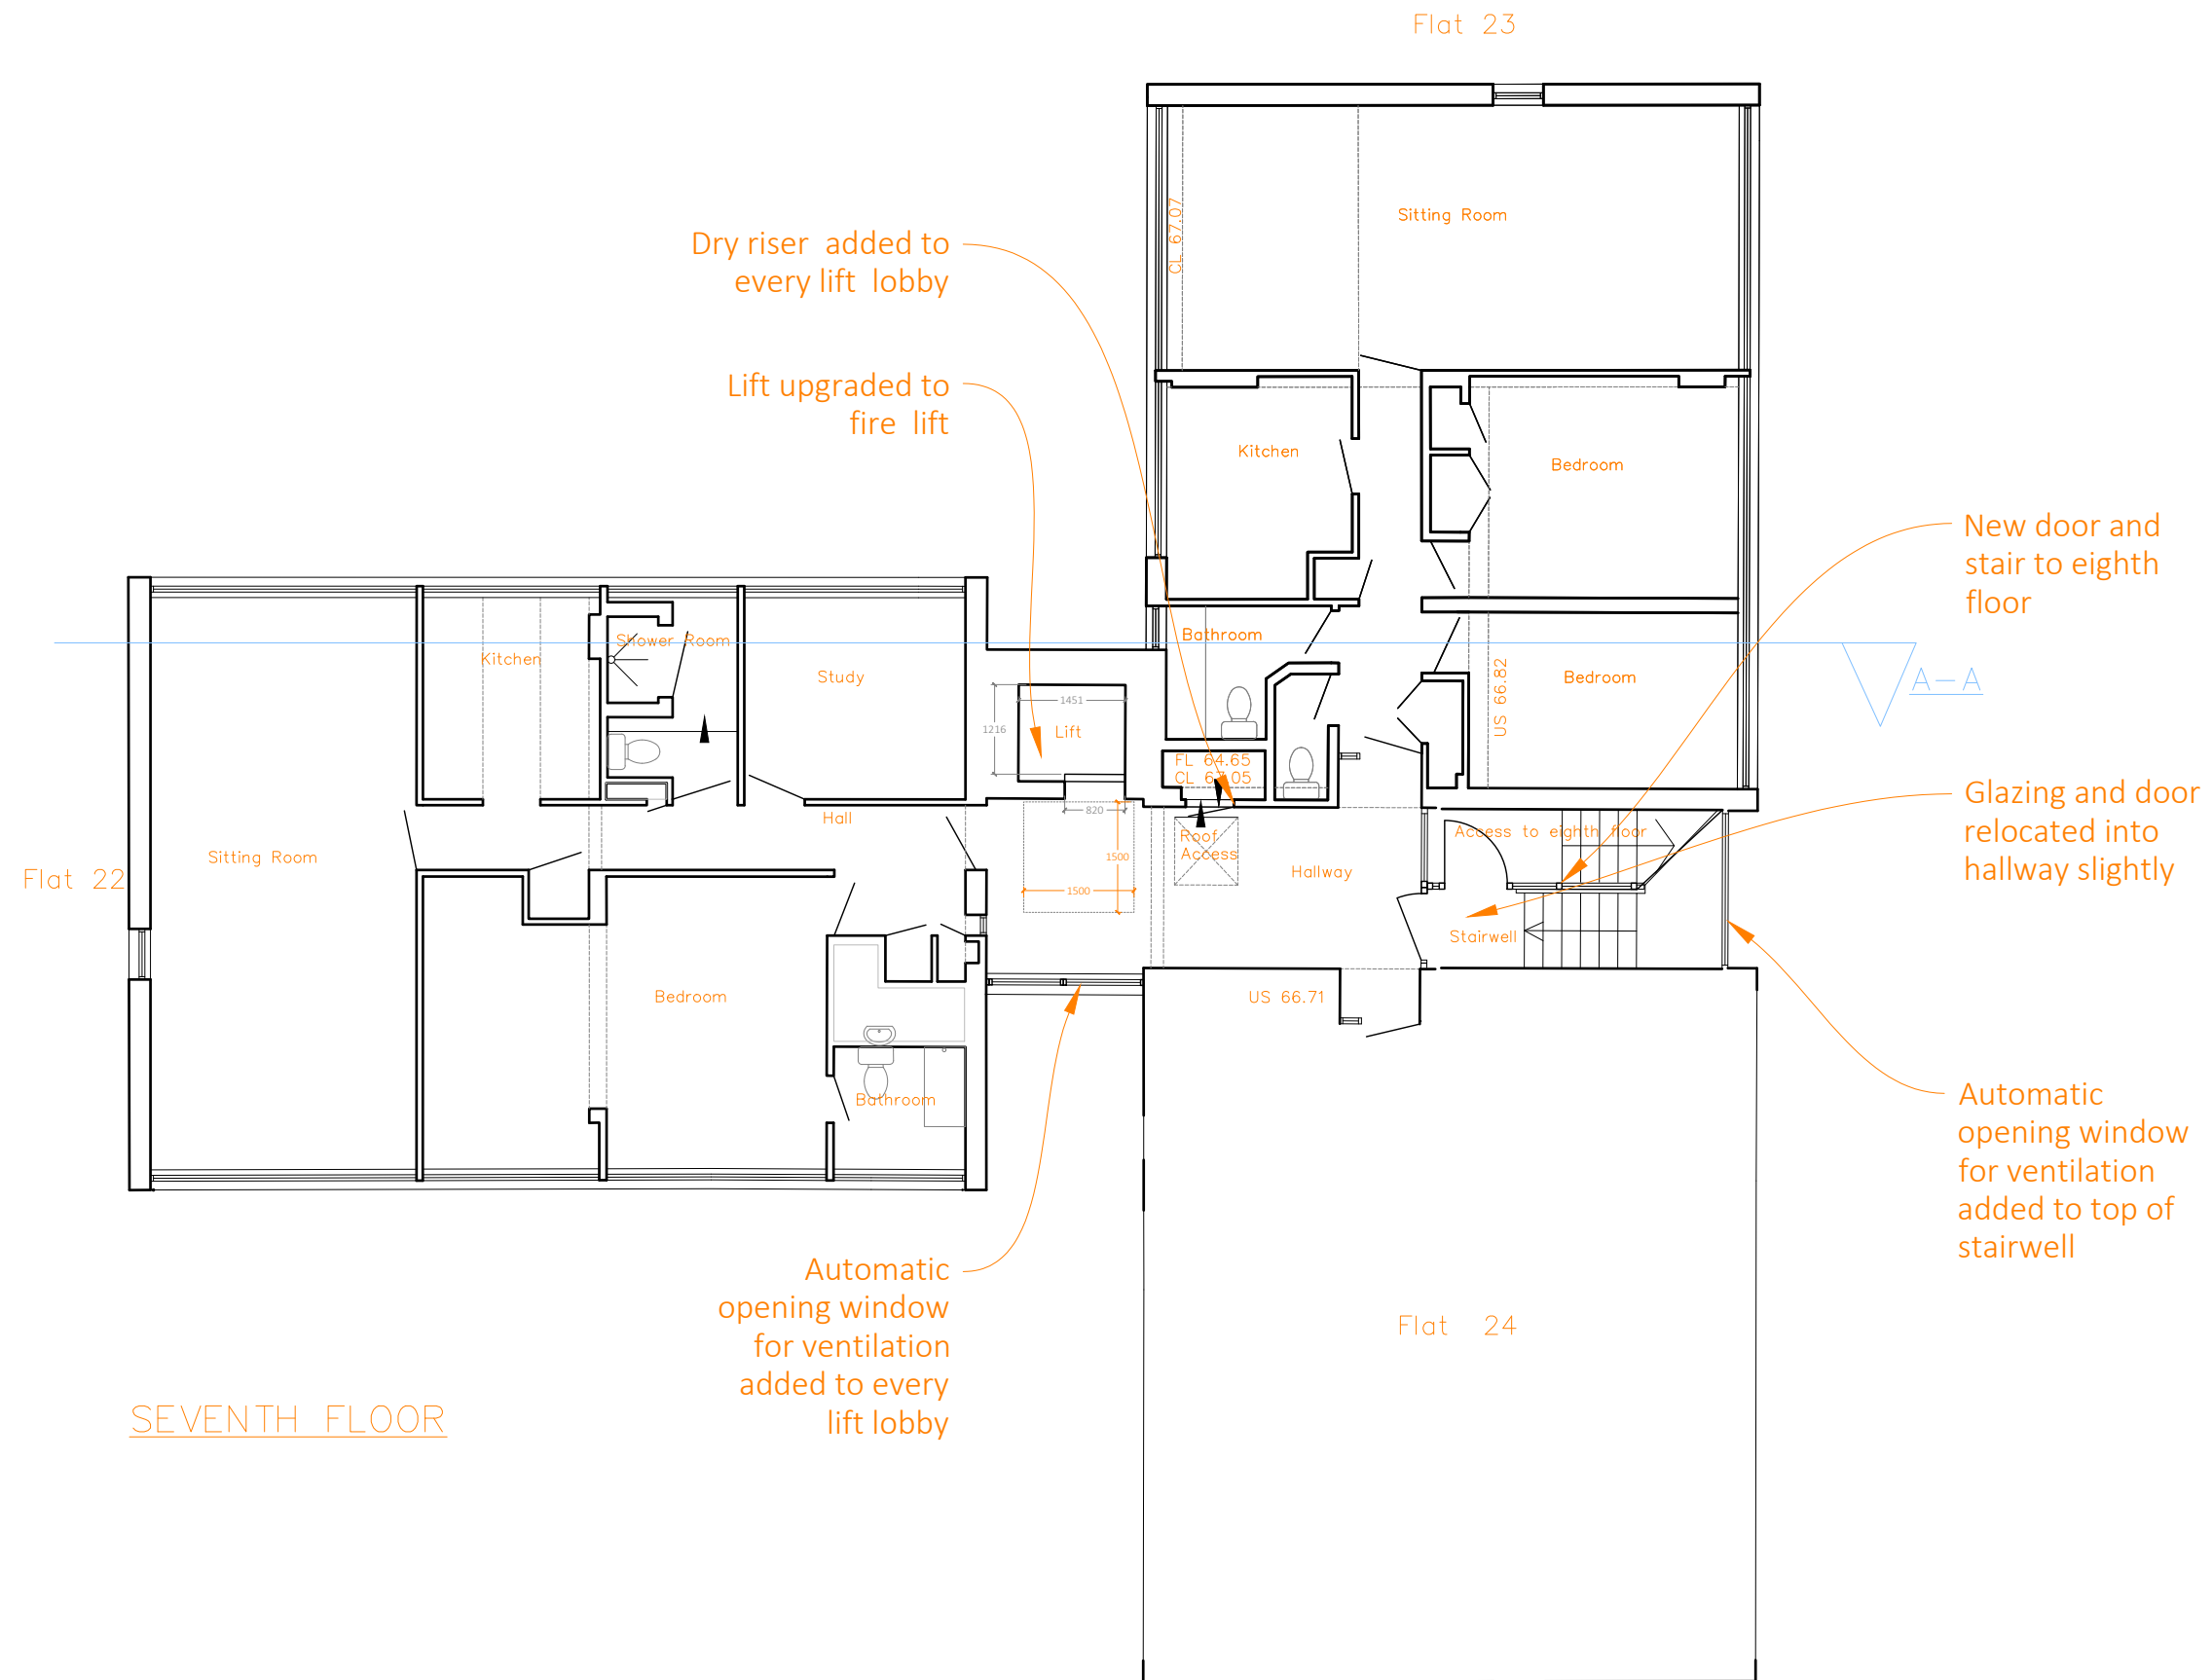 Flat 23
Sitting Room
CL 67.07
Dry riser added to
every lift lobby
Lift upgraded to
fire lift
Kitchen
Bedroom
New door and
stair to eighth
floor
Bathroom
Shower Room
Kitchen
Study
Bedroom
US 66.82
A-A
1451
1216
Lift
FL 64.65
CL 67.05
820
Hall
Roof
Access
1500
1500
Hallway
Access to eighth floor
Glazing and door
relocated into
hallway slightly
Sitting Room
Flat 22
Stairwell
Bedroom
US 66.71
Bathroom
Automatic
opening window
for ventilation
added to top of
stairwell
Automatic
opening window
for ventilation
added to every
lift lobby
Flat 24
SEVENTH FLOOR